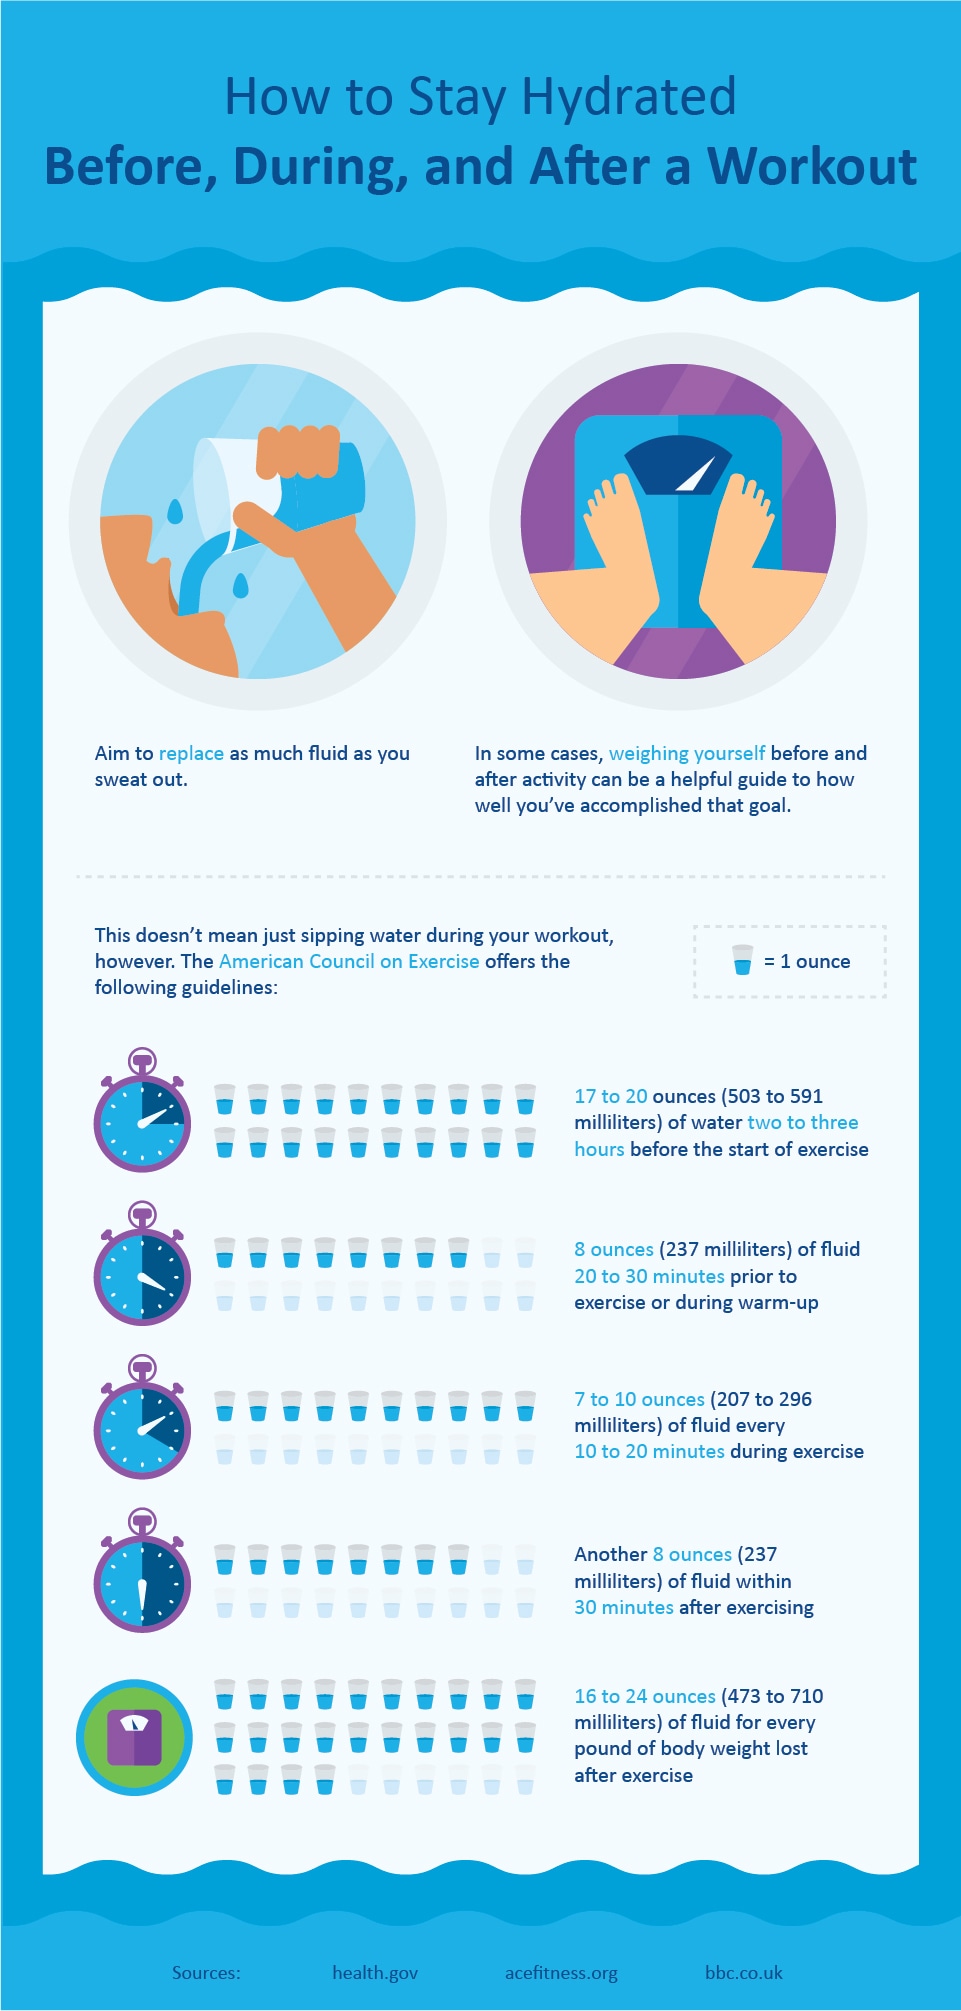 How to Stay Hydrated
Before, During, and After a Workout
Aim to replace as much fluid as you
sweat out.
In some cases, weighing yourself before and
after activity can be a helpful guide to how
well you’ve accomplished that goal.
This doesn’t mean just sipping water during your workout,
however. The American Council on Exercise offers the
following guidelines:
= 1 ounce
17 to 20 ounces (503 to 591
milliliters) of water two to three
hours before the start of exercise
8 ounces (237 milliliters) of fluid
20 to 30 minutes prior to
exercise or during warm-up
7 to 10 ounces (207 to 296
milliliters) of fluid every
10 to 20 minutes during exercise
Another 8 ounces (237
milliliters) of fluid within
30 minutes after exercising
16 to 24 ounces (473 to 710
milliliters) of fluid for every
pound of body weight lost
after exercise
Sources: health.gov acefitness.org bbc.co.uk